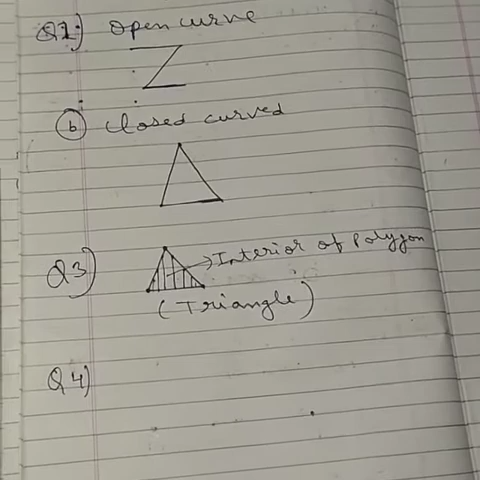 Q1) Open curve
(b) Closed curved
Q3) → Interior of Polygon
(Triangle)
Q4)